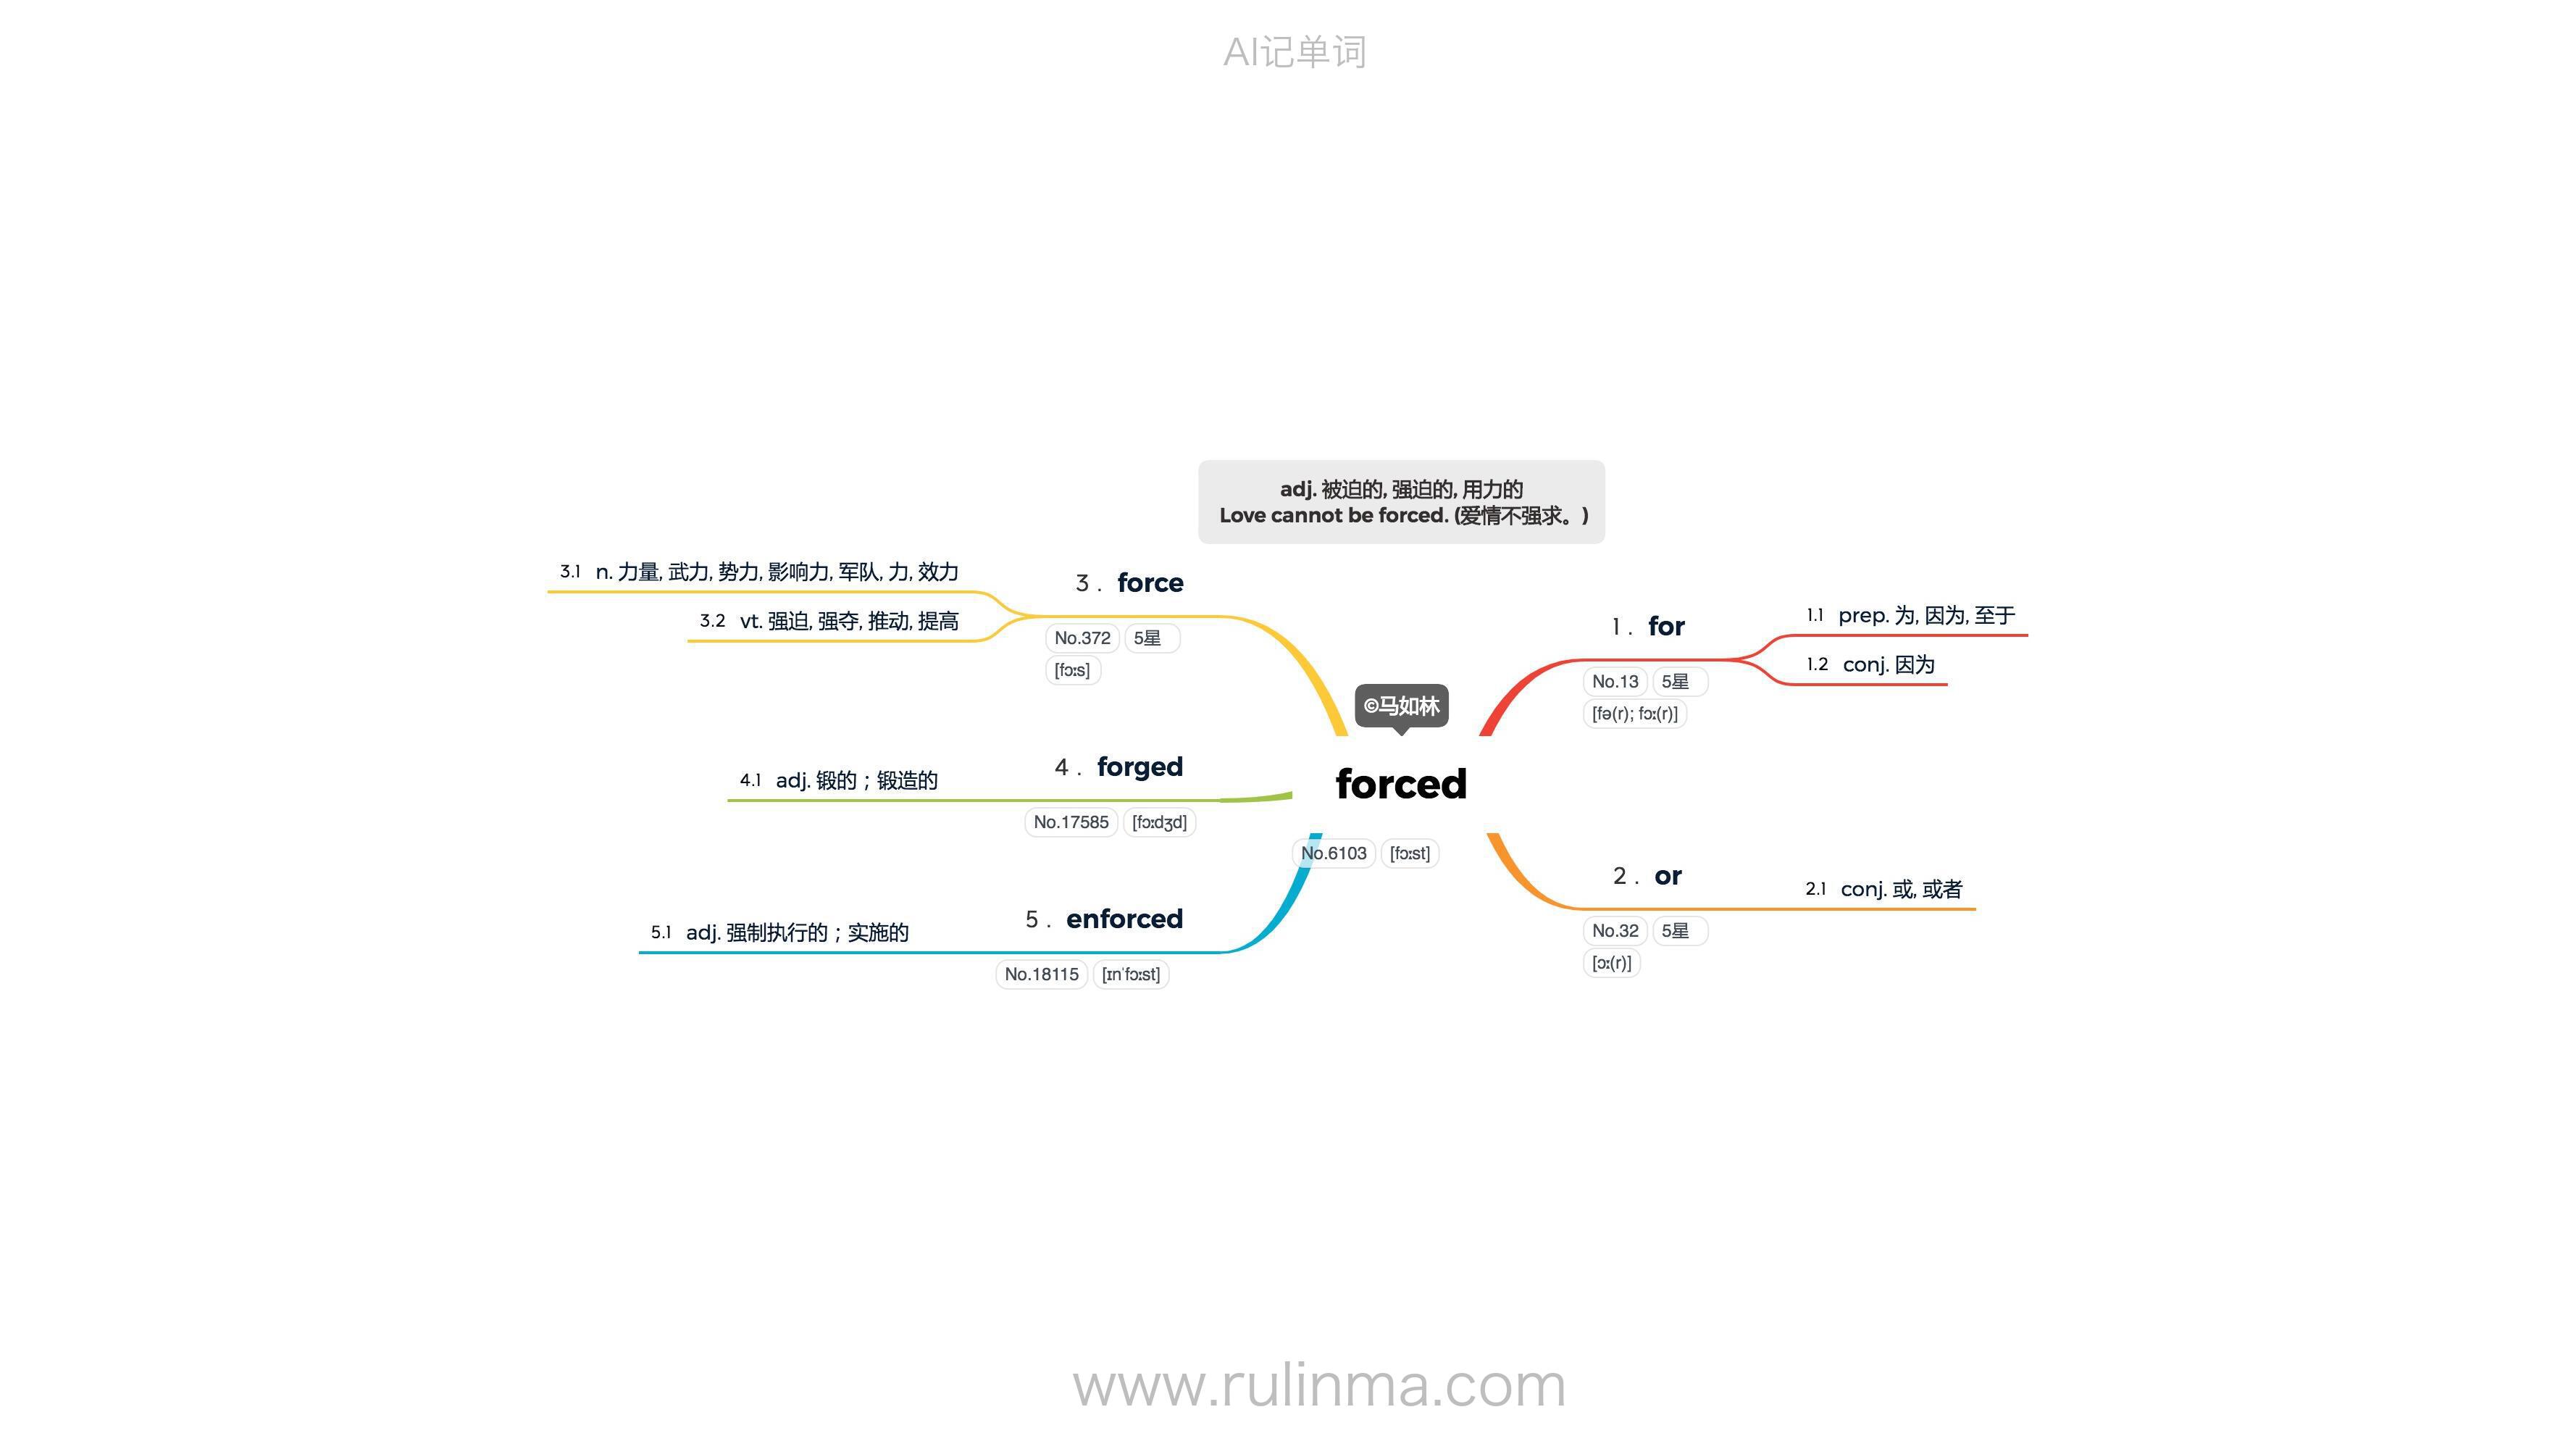 AI记单词
adj. 被迫的, 强迫的, 用力的
Love cannot be forced. (爱情不强求。)
©马如林
forced
No.6103 [fɔːst]
1 . for
No.13 5星
[fə(r); fɔː(r)]
1.1 prep. 为, 因为, 至于
1.2 conj. 因为
2 . or
No.32 5星
[ɔː(r)]
2.1 conj. 或, 或者
3 . force
No.372 5星
[fɔːs]
3.1 n. 力量, 武力, 势力, 影响力, 军队, 力, 效力
3.2 vt. 强迫, 强夺, 推动, 提高
4 . forged
No.17585 [fɔːdʒd]
4.1 adj. 锻的；锻造的
5 . enforced
No.18115 [ɪnˈfɔːst]
5.1 adj. 强制执行的；实施的
www.rulinma.com